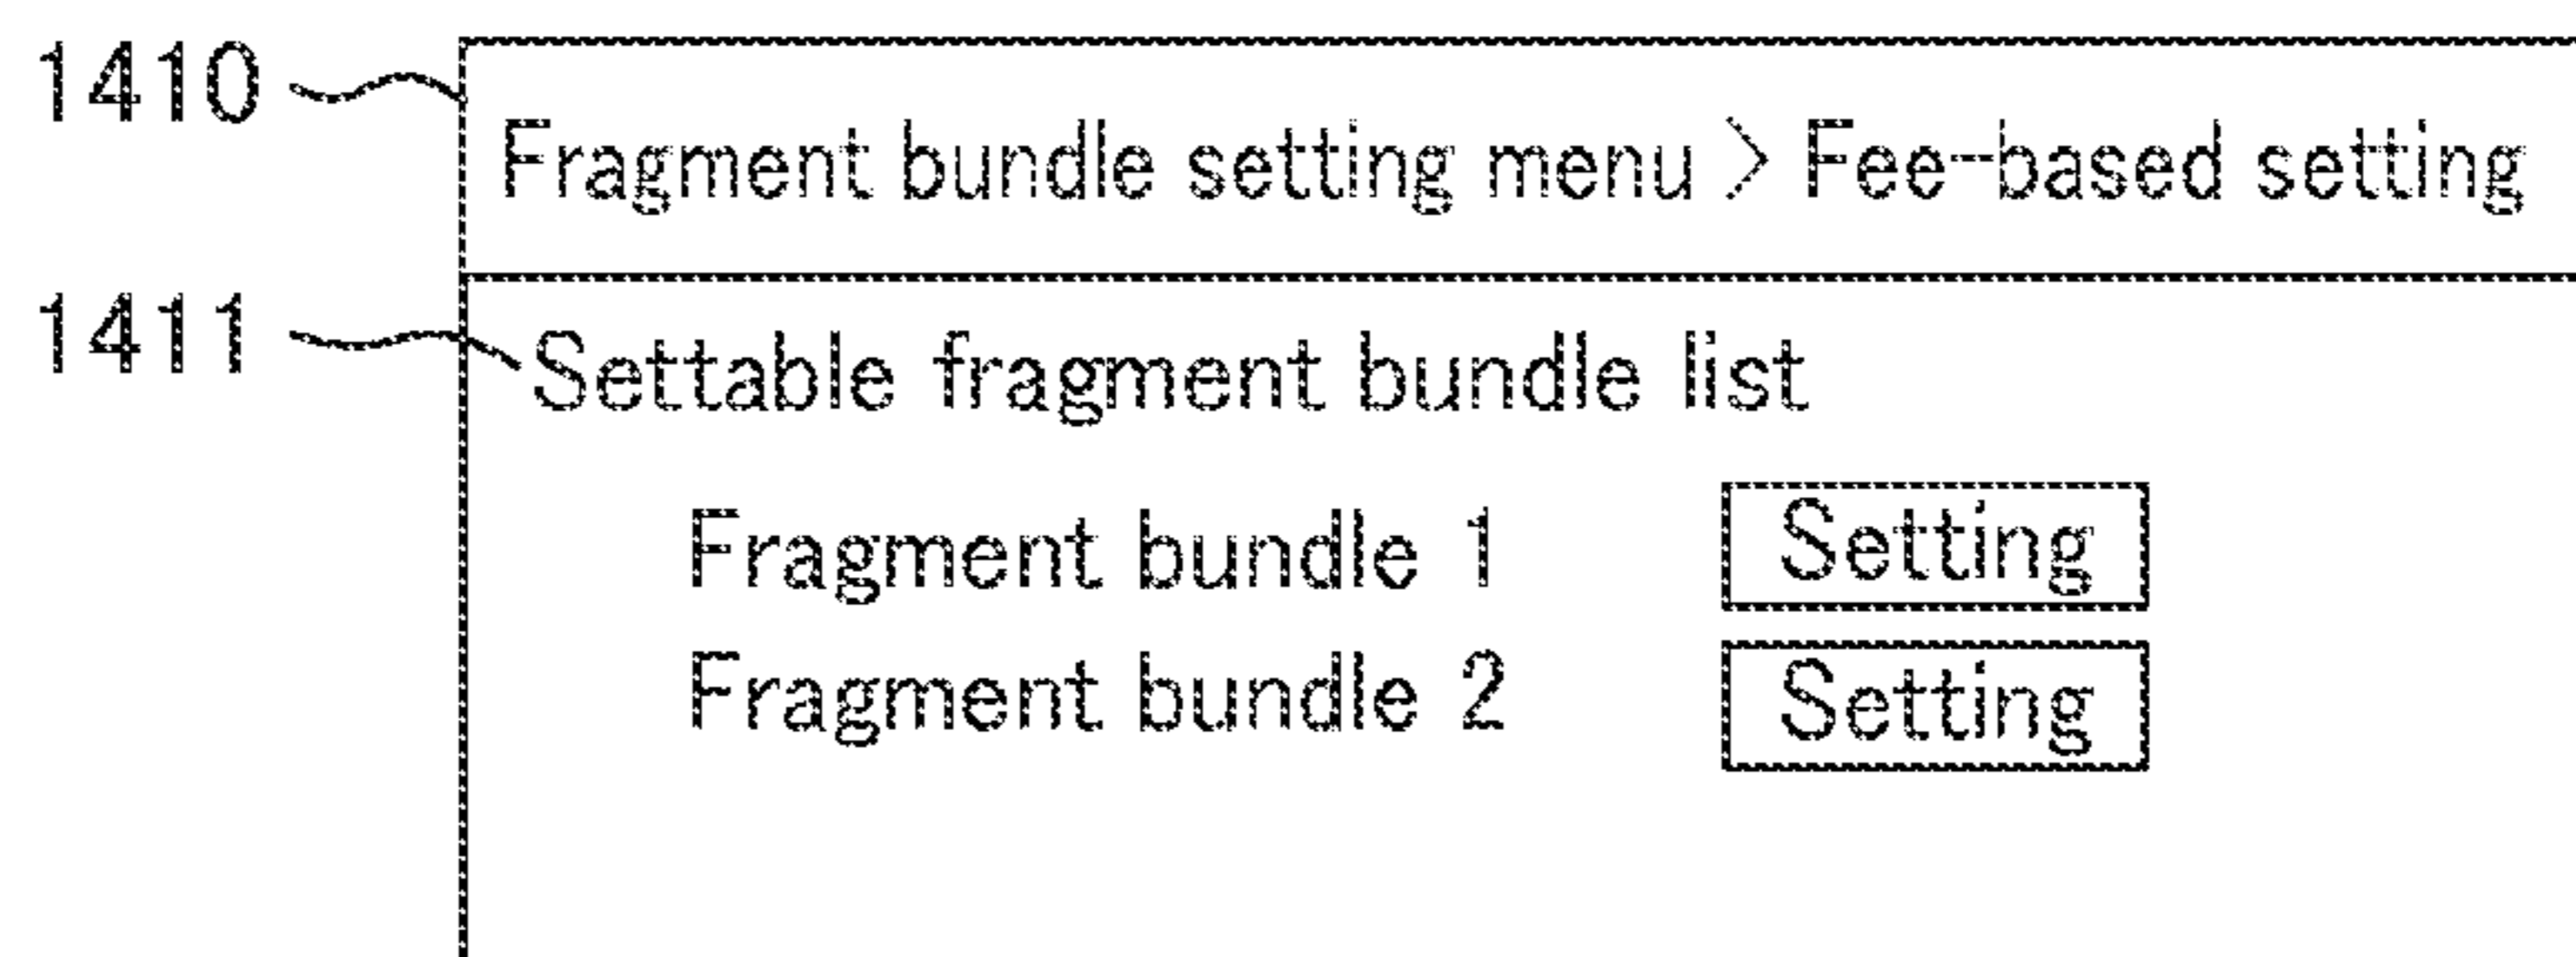 1410
Fragment bundle setting menu > Fee-based setting
1411
Settable fragment bundle list
Fragment bundle 1 Setting
Fragment bundle 2 Setting